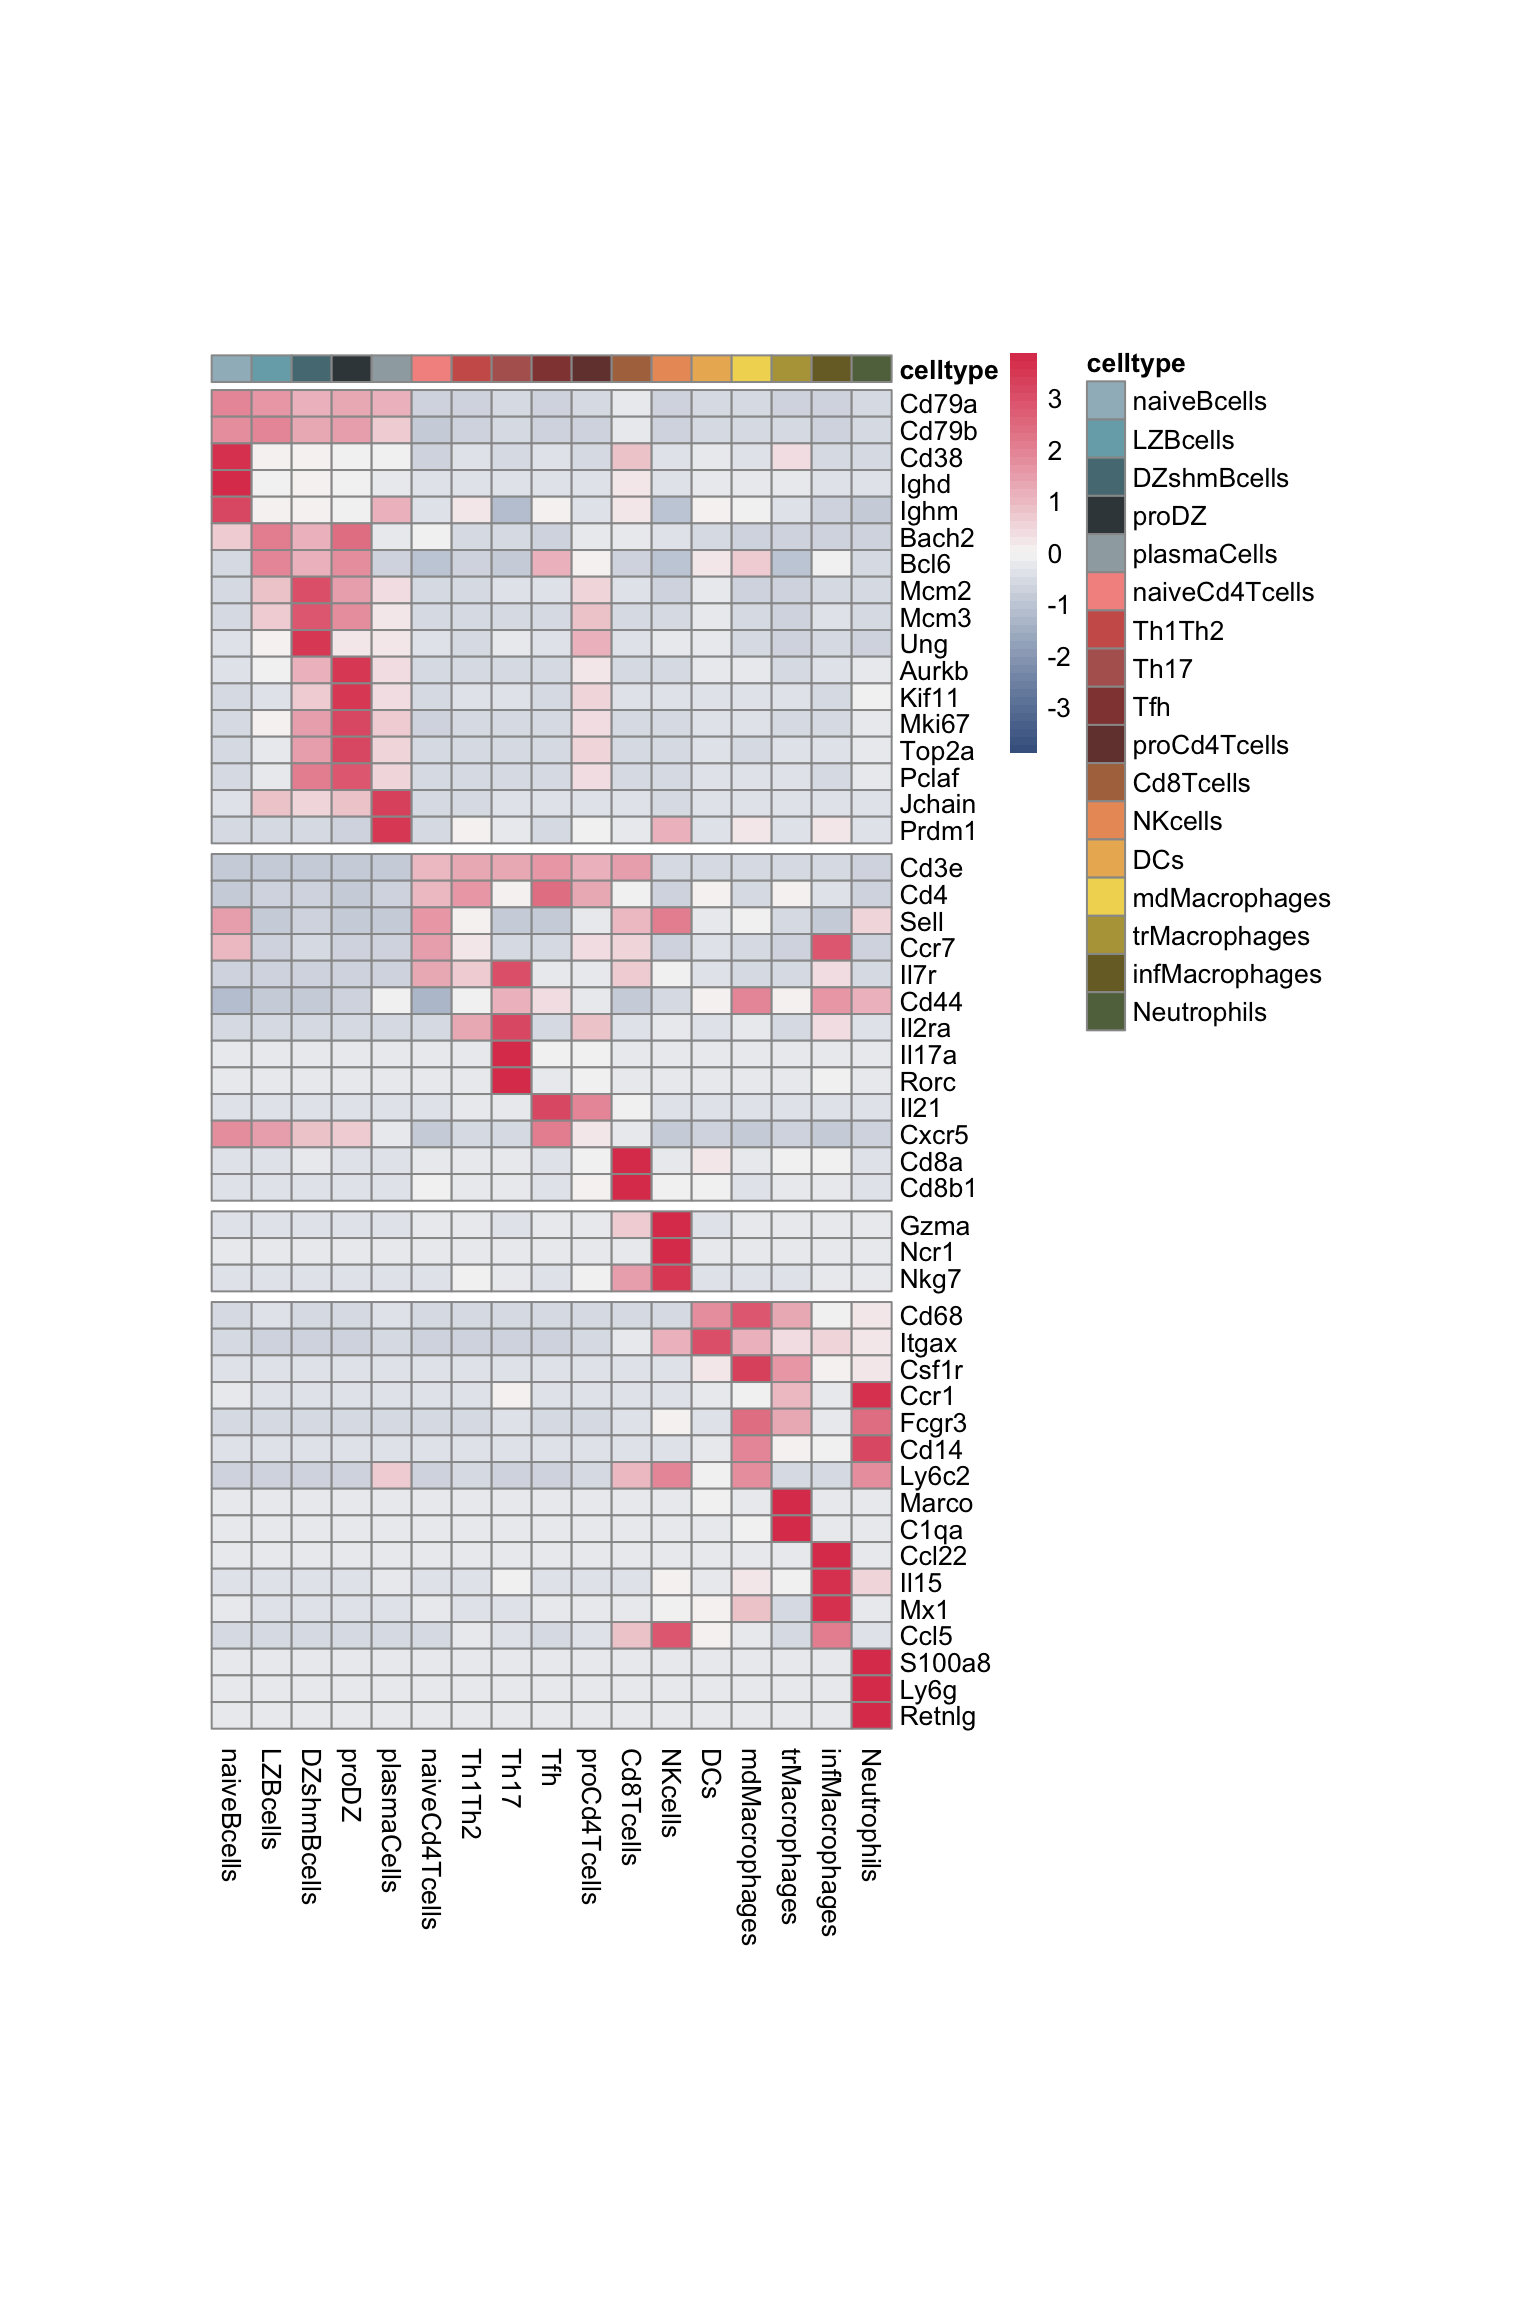 celltype
Cd79a
Cd79b
Cd38
Ighd
Ighm
Bach2
Bcl6
Mcm2
Mcm3
Ung
Aurkb
Kif11
Mki67
Top2a
Pclaf
Jchain
Prdm1
Cd3e
Cd4
Sell
Ccr7
Il7r
Cd44
Il2ra
Il17a
Rorc
Il21
Cxcr5
Cd8a
Cd8b1
Gzma
Ncr1
Nkg7
Cd68
Itgax
Csf1r
Ccr1
Fcgr3
Cd14
Ly6c2
Marco
C1qa
Ccl22
Il15
Mx1
Ccl5
S100a8
Ly6g
Retnlg
naiveBcells
LZBcells
DZshmBcells
proDZ
plasmaCells
naiveCd4Tcells
Th1Th2
Th17
Tfh
proCd4Tcells
Cd8Tcells
NKcells
DCs
mdMacrophages
trMacrophages
infMacrophages
Neutrophils
3
2
1
0
-1
-2
-3
celltype
naiveBcells
LZBcells
DZshmBcells
proDZ
plasmaCells
naiveCd4Tcells
Th1Th2
Th17
Tfh
proCd4Tcells
Cd8Tcells
NKcells
DCs
mdMacrophages
trMacrophages
infMacrophages
Neutrophils